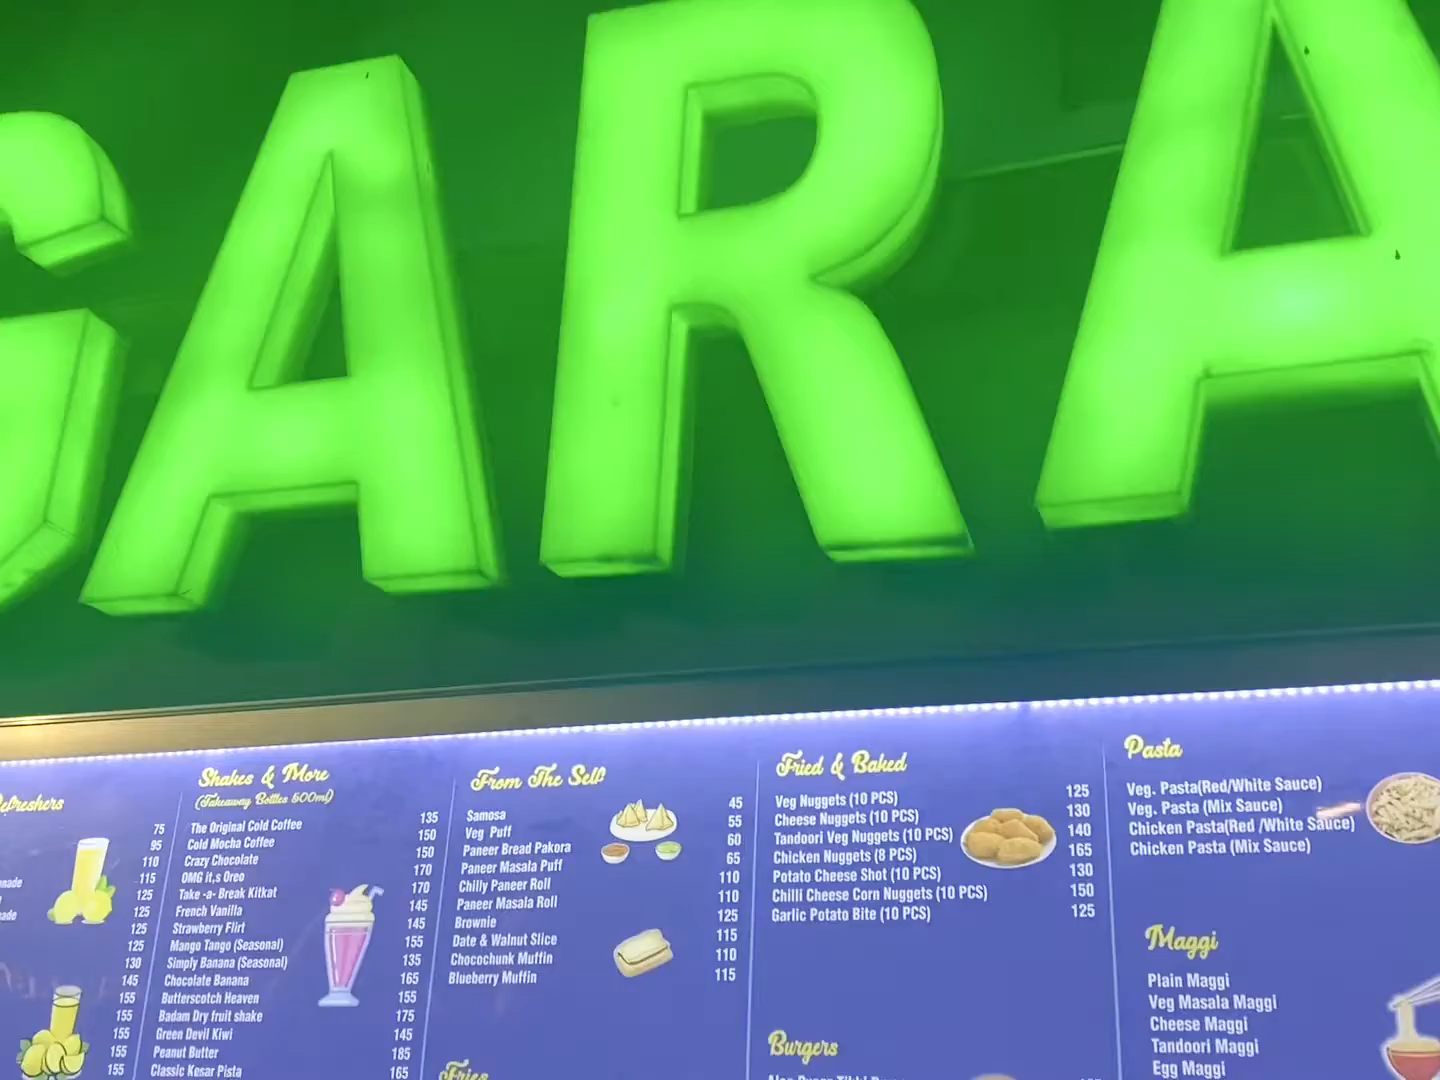 GARA
Refreshers
75
95
110
115
125
125
125
125
130
145
155
155
155
155
155
Shakes & More
(Takeaway Bottles 500ml)
The Original Cold Coffee 135
Cold Mocha Coffee 150
Crazy Chocolate 150
OMG it,s Oreo 170
Take -a- Break Kitkat 170
French Vanilla 145
Strawberry Flirt 145
Mango Tango (Seasonal) 155
Simply Banana (Seasonal) 135
Chocolate Banana 165
Butterscotch Heaven 155
Badam Dry fruit shake 175
Green Devil Kiwi 145
Peanut Butter 185
Classic Kesar Pista 165
From The Self
Samosa 45
Veg Puff 55
Paneer Bread Pakora 60
Paneer Masala Puff 65
Chilly Paneer Roll 110
Paneer Masala Roll 110
Brownie 125
Date & Walnut Slice 115
Chocochunk Muffin 110
Blueberry Muffin 115
Fries
Fried & Baked
Veg Nuggets (10 PCS) 125
Cheese Nuggets (10 PCS) 130
Tandoori Veg Nuggets (10 PCS) 140
Chicken Nuggets (8 PCS) 165
Potato Cheese Shot (10 PCS) 130
Chilli Cheese Corn Nuggets (10 PCS) 150
Garlic Potato Bite (10 PCS) 125
Burgers
Pasta
Veg. Pasta(Red/White Sauce)
Veg. Pasta (Mix Sauce)
Chicken Pasta(Red /White Sauce)
Chicken Pasta (Mix Sauce)
Maggi
Plain Maggi
Veg Masala Maggi
Cheese Maggi
Tandoori Maggi
Egg Maggi